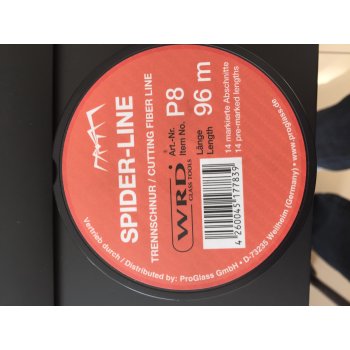 SPIDER-LINE
TRENNSCHNUR / CUTTING FIBER LINE
WRD
GLASS TOOLS
Art.-Nr.
Item No. P8
Länge
Length 96 m
14 markierte Abschnitte
14 pre-marked lengths
4 260045 177839
Vertrieb durch / Distributed by: ProGlass GmbH • D-73235 Weilheim (Germany) • www.proglass.de